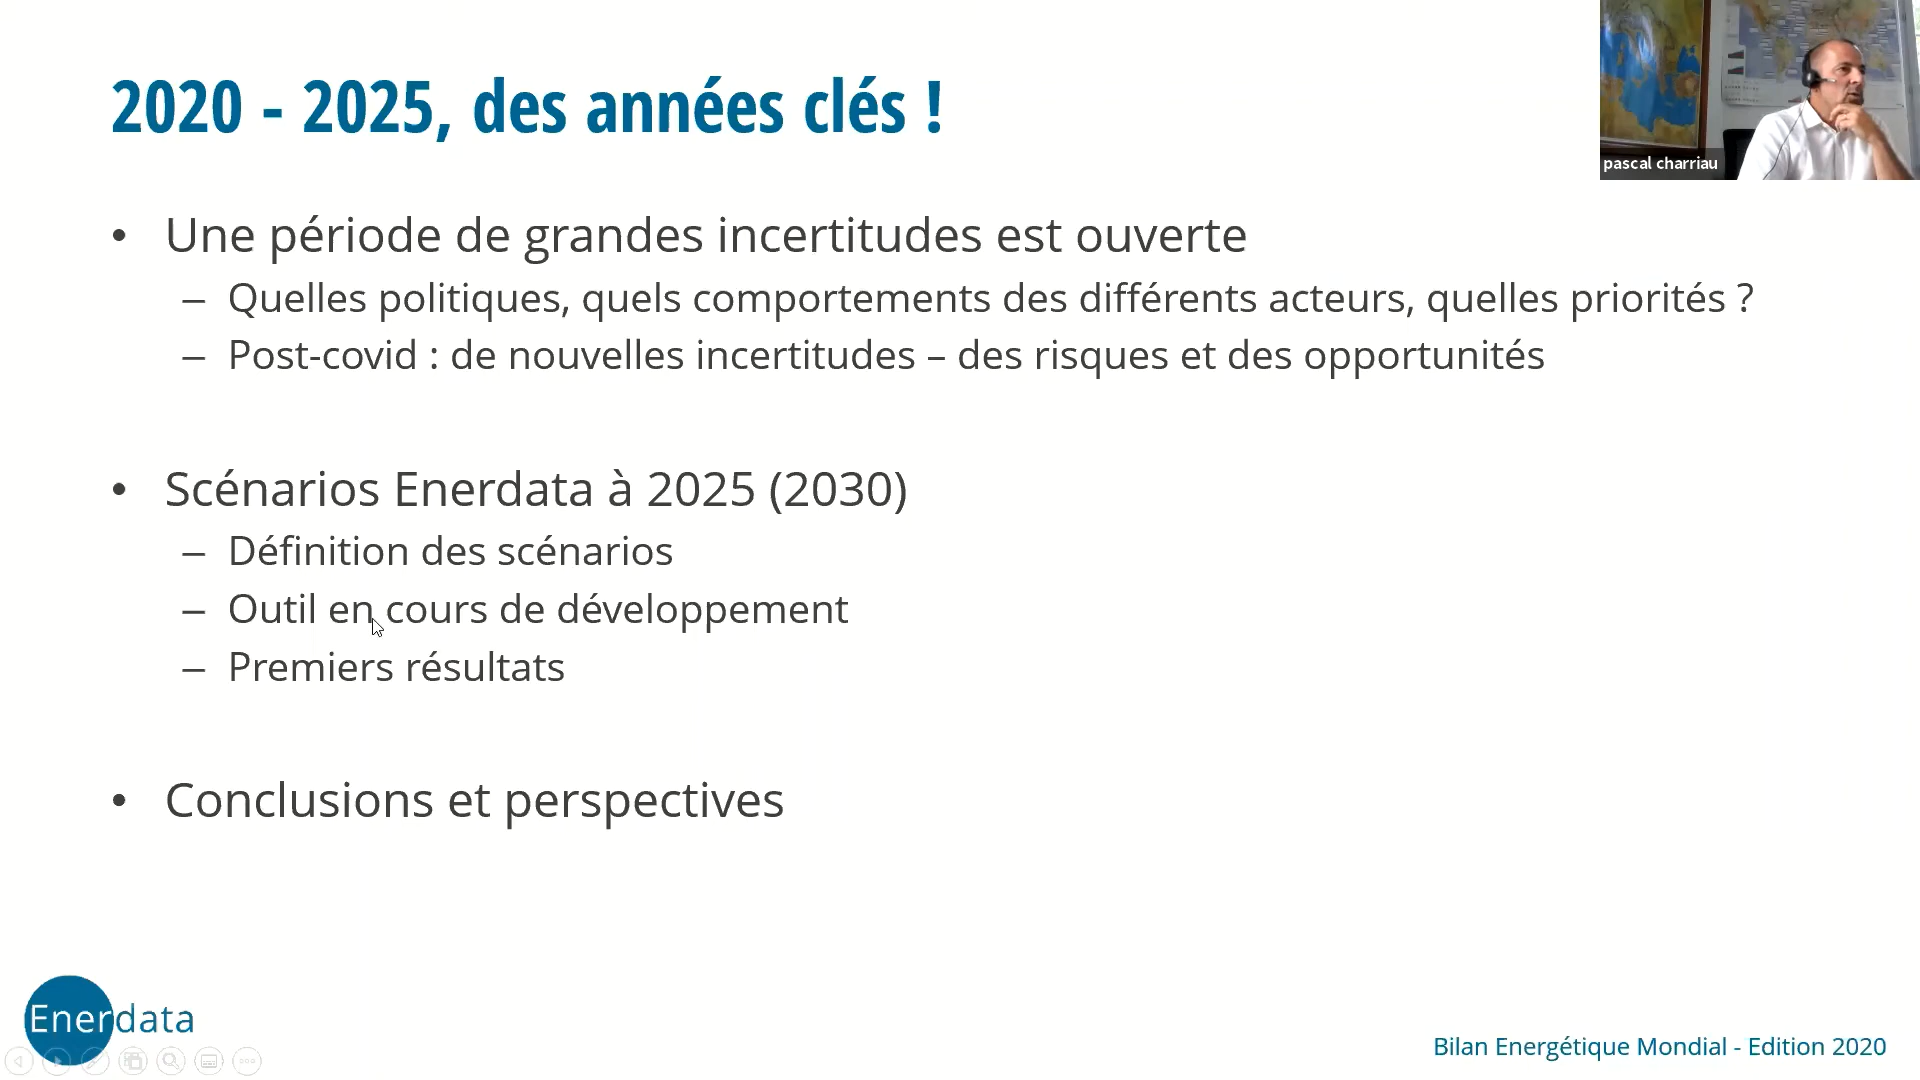 2020 - 2025, des années clés !
pascal charriau
• Une période de grandes incertitudes est ouverte
– Quelles politiques, quels comportements des différents acteurs, quelles priorités ?
– Post-covid : de nouvelles incertitudes – des risques et des opportunités
• Scénarios Enerdata à 2025 (2030)
– Définition des scénarios
– Outil en cours de développement
– Premiers résultats
• Conclusions et perspectives
Enerdata
Bilan Energétique Mondial - Edition 2020